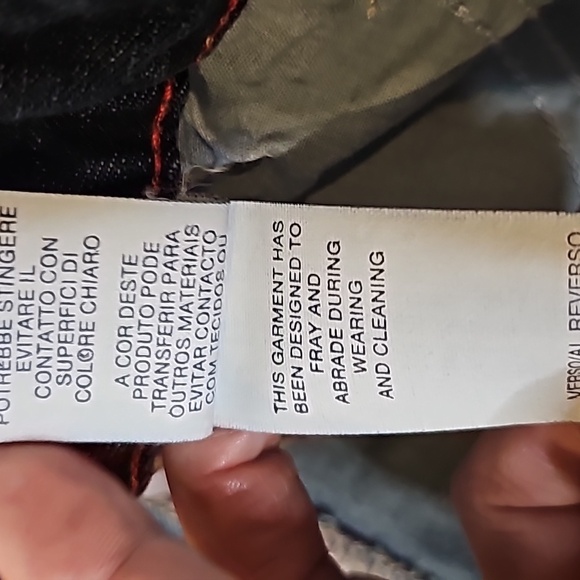 POTREBBE STINGERE
EVITARE IL
CONTATTO CON
SUPERFICI DI
COLORE CHIARO
A COR DESTE
PRODUTO PODE
TRANSFERIR PARA
OUTROS MATERIAIS
EVITAR CONTACTO
COM TECIDOS OU
THIS GARMENT HAS
BEEN DESIGNED TO
FRAY AND
ABRADE DURING
WEARING
AND CLEANING
VERSO/AL REVERSO